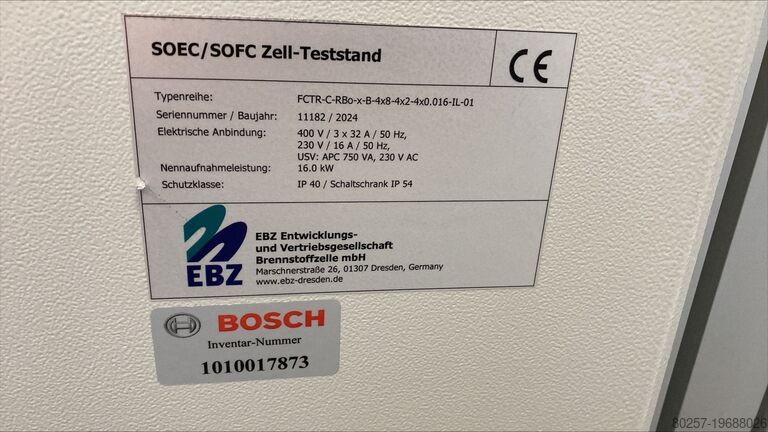 SOEC/SOFC Zell-Teststand
CE
Typenreihe: FCTR-C-RBo-x-B-4x8-4x2-4x0.016-IL-01
Seriennummer / Baujahr: 11182 / 2024
Elektrische Anbindung: 400 V / 3 x 32 A / 50 Hz,
230 V / 16 A / 50 Hz,
USV: APC 750 VA, 230 V AC
Nennaufnahmeleistung: 16.0 kW
Schutzklasse: IP 40 / Schaltschrank IP 54
EBZ
EBZ Entwicklungs-
und Vertriebsgesellschaft
Brennstoffzelle mbH
Marschnerstraße 26, 01307 Dresden, Germany
www.ebz-dresden.de
BOSCH
Inventar-Nummer
1010017873
80257-19688026